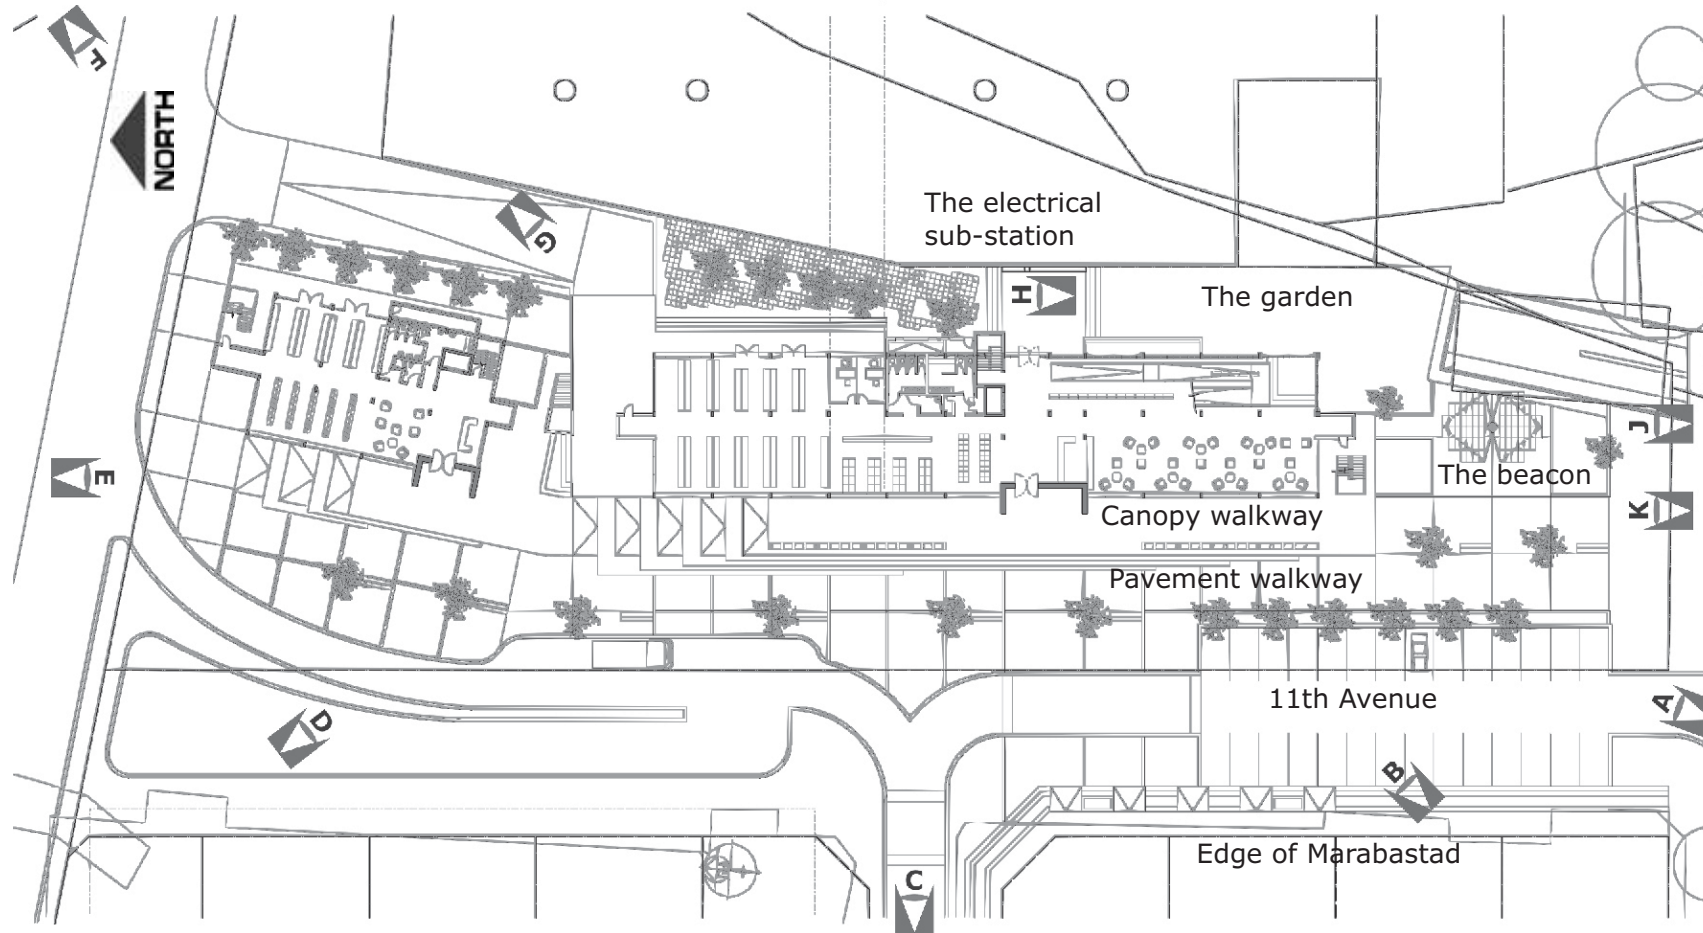 F
NORTH
The electrical
sub-station
G
H
The garden
J
The beacon
E
K
Canopy walkway
Pavement walkway
11th Avenue
A
D
B
Edge of Marabastad
C